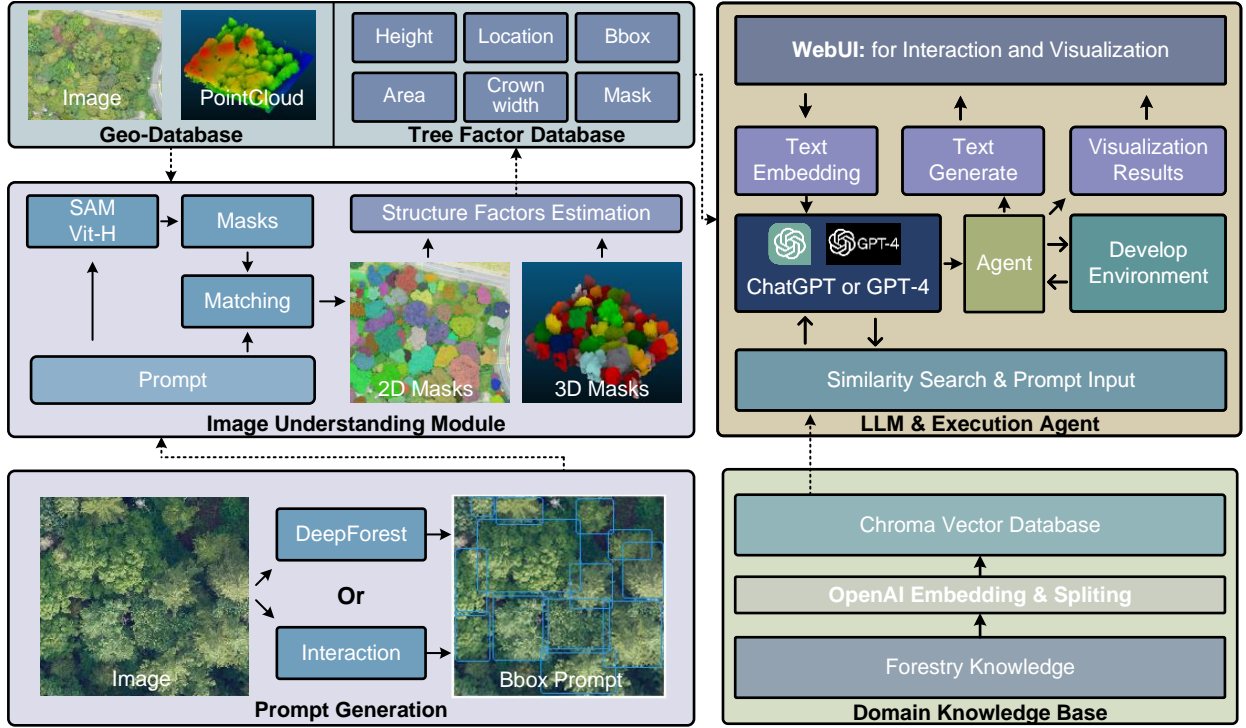 Image
PointCloud
Geo-Database
Height
Location
Bbox
Area
Crown
width
Mask
Tree Factor Database
SAM
Vit-H
Masks
Matching
Prompt
Structure Factors Estimation
2D Masks
3D Masks
Image Understanding Module
Image
DeepForest
Or
Interaction
Bbox Prompt
Prompt Generation
WebUI: for Interaction and Visualization
Text
Embedding
Text
Generate
Visualization
Results
GPT-4
ChatGPT or GPT-4
Agent
Develop
Environment
Similarity Search & Prompt Input
LLM & Execution Agent
Chroma Vector Database
OpenAI Embedding & Spliting
Forestry Knowledge
Domain Knowledge Base